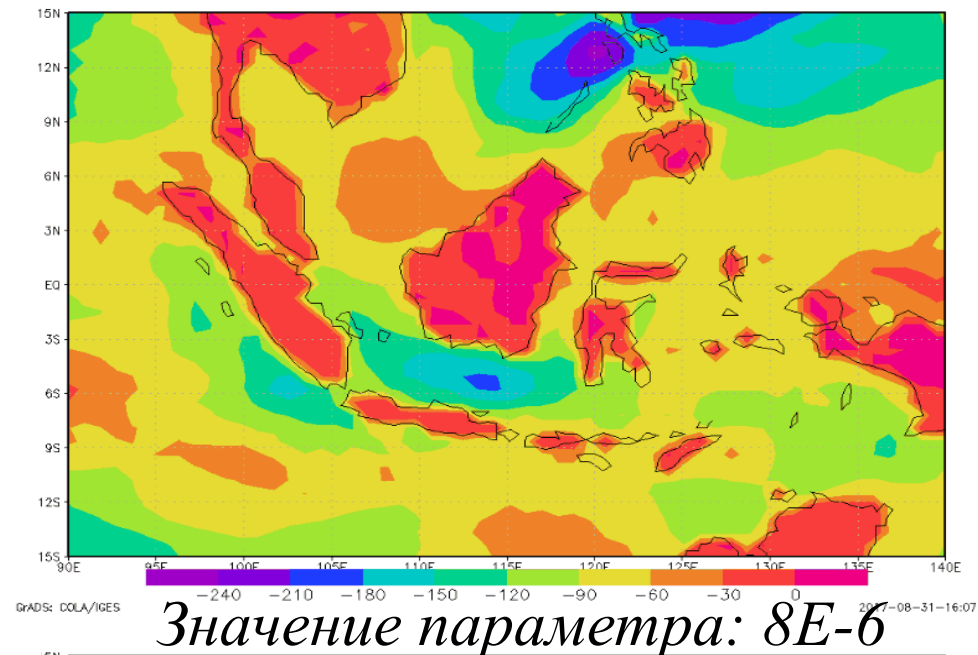 15N
12N
9N
6N
3N
EQ
3S
6S
9S
12S
15S
90E 95E 100E 105E 110E 115E 120E 125E 130E 135E 140E
-240 -210 -180 -150 -120 -90 -60 -30 0
GrADS: COLA/IGES 2017-08-31-16:07
Значение параметра: 8E-6